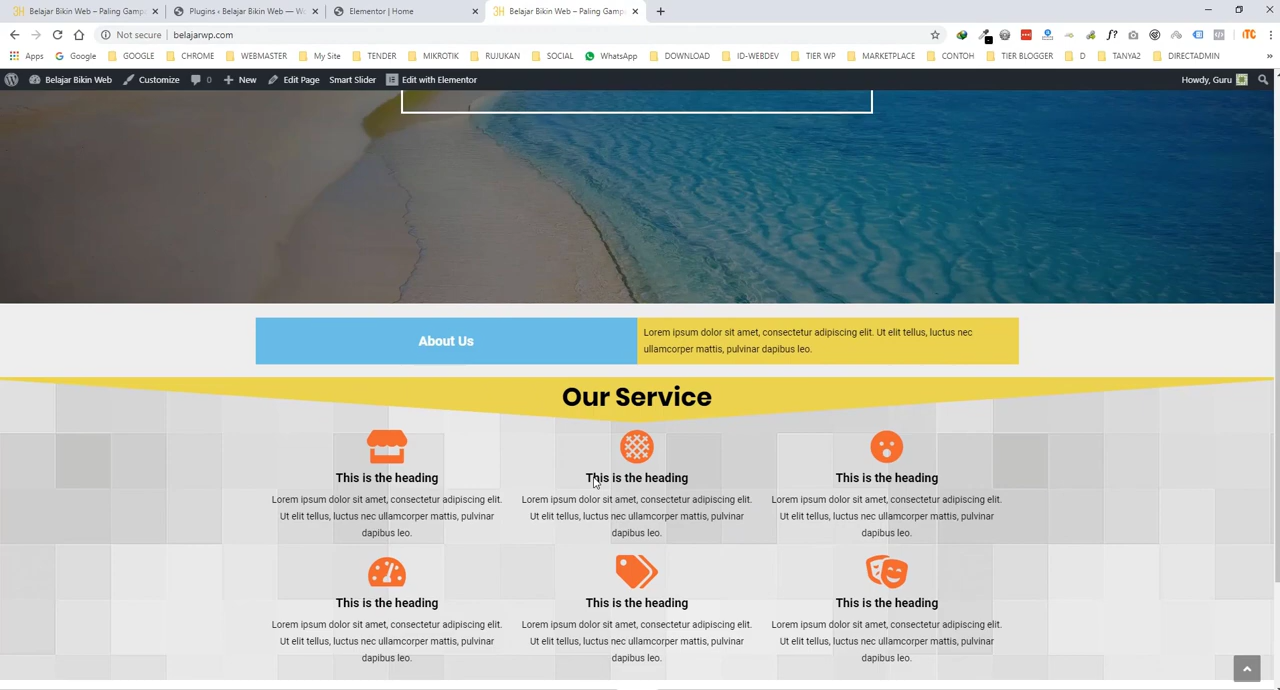 Belajar Bikin Web – Paling Gamp
Plugins ‹ Belajar Bikin Web — Wo
Elementor | Home
Belajar Bikin Web – Paling Gamp
Not secure
belajarwp.com
Apps
Google
GOOGLE
CHROME
WEBMASTER
My Site
TENDER
MIKROTIK
RUJUKAN
SOCIAL
WhatsApp
DOWNLOAD
ID-WEBDEV
TIER WP
MARKETPLACE
CONTOH
TIER BLOGGER
D
TANYA2
DIRECTADMIN
Belajar Bikin Web
Customize
0
New
Edit Page
Smart Slider
Edit with Elementor
Howdy, Guru
About Us
Lorem ipsum dolor sit amet, consectetur adipiscing elit. Ut elit tellus, luctus nec
ullamcorper mattis, pulvinar dapibus leo.
Our Service
This is the heading
Lorem ipsum dolor sit amet, consectetur adipiscing elit.
Ut elit tellus, luctus nec ullamcorper mattis, pulvinar
dapibus leo.
This is the heading
Lorem ipsum dolor sit amet, consectetur adipiscing elit.
Ut elit tellus, luctus nec ullamcorper mattis, pulvinar
dapibus leo.
This is the heading
Lorem ipsum dolor sit amet, consectetur adipiscing elit.
Ut elit tellus, luctus nec ullamcorper mattis, pulvinar
dapibus leo.
This is the heading
Lorem ipsum dolor sit amet, consectetur adipiscing elit.
Ut elit tellus, luctus nec ullamcorper mattis, pulvinar
dapibus leo.
This is the heading
Lorem ipsum dolor sit amet, consectetur adipiscing elit.
Ut elit tellus, luctus nec ullamcorper mattis, pulvinar
dapibus leo.
This is the heading
Lorem ipsum dolor sit amet, consectetur adipiscing elit.
Ut elit tellus, luctus nec ullamcorper mattis, pulvinar
dapibus leo.